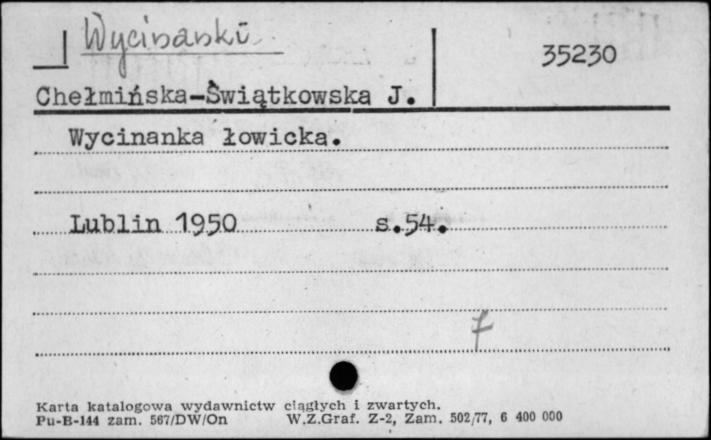 Wycinanki
35230
Chełmińska-Świątkowska J.
Wycinanka łowicka.
Lublin 1950 s.54.
f
Karta katalogowa wydawnictw ciągłych i zwartych.
Pu-B-144 zam. 567/DW/On W.Z.Graf. Z-2, Zam. 502/77, 6 400 000